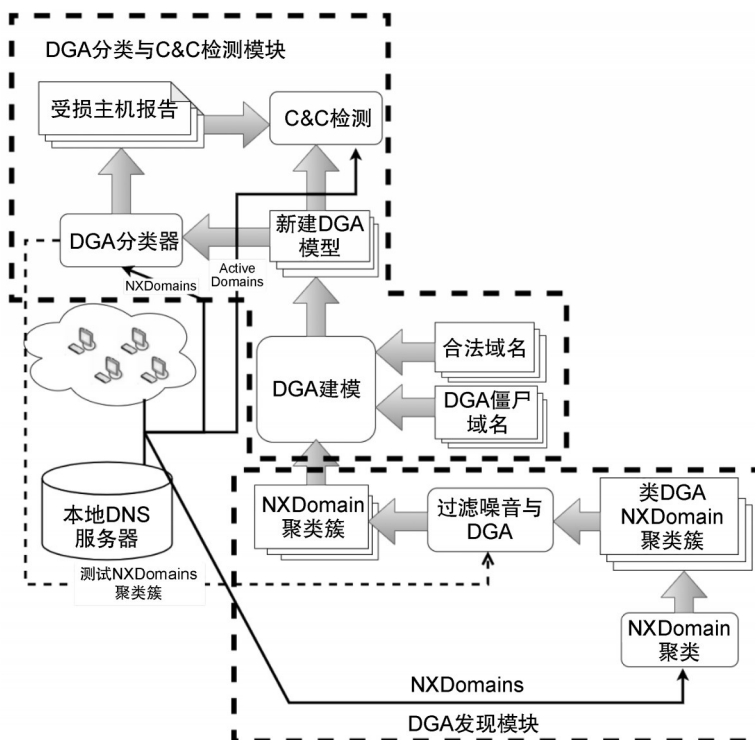 DGA分类与C&C检测模块
受损主机报告
C&C检测
DGA分类器
新建DGA
模型
NXDomains
Active
Domains
合法域名
DGA建模
DGA僵尸
域名
本地DNS
服务器
NXDomain
聚类簇
过滤噪音与
DGA
类DGA
NXDomain
聚类簇
测试NXDomains
聚类簇
NXDomain
聚类
NXDomains
DGA发现模块